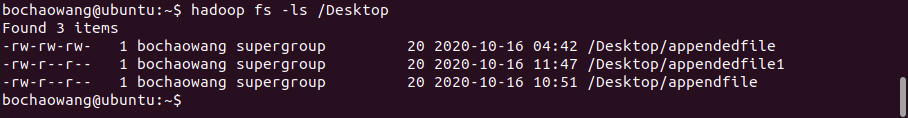 bochaowang@ubuntu:~$ hadoop fs -ls /Desktop
Found 3 items
-rw-rw-rw-   1 bochaowang supergroup         20 2020-10-16 04:42 /Desktop/appendedfile
-rw-r--r--   1 bochaowang supergroup         20 2020-10-16 11:47 /Desktop/appendedfile1
-rw-r--r--   1 bochaowang supergroup         20 2020-10-16 10:51 /Desktop/appendfile
bochaowang@ubuntu:~$